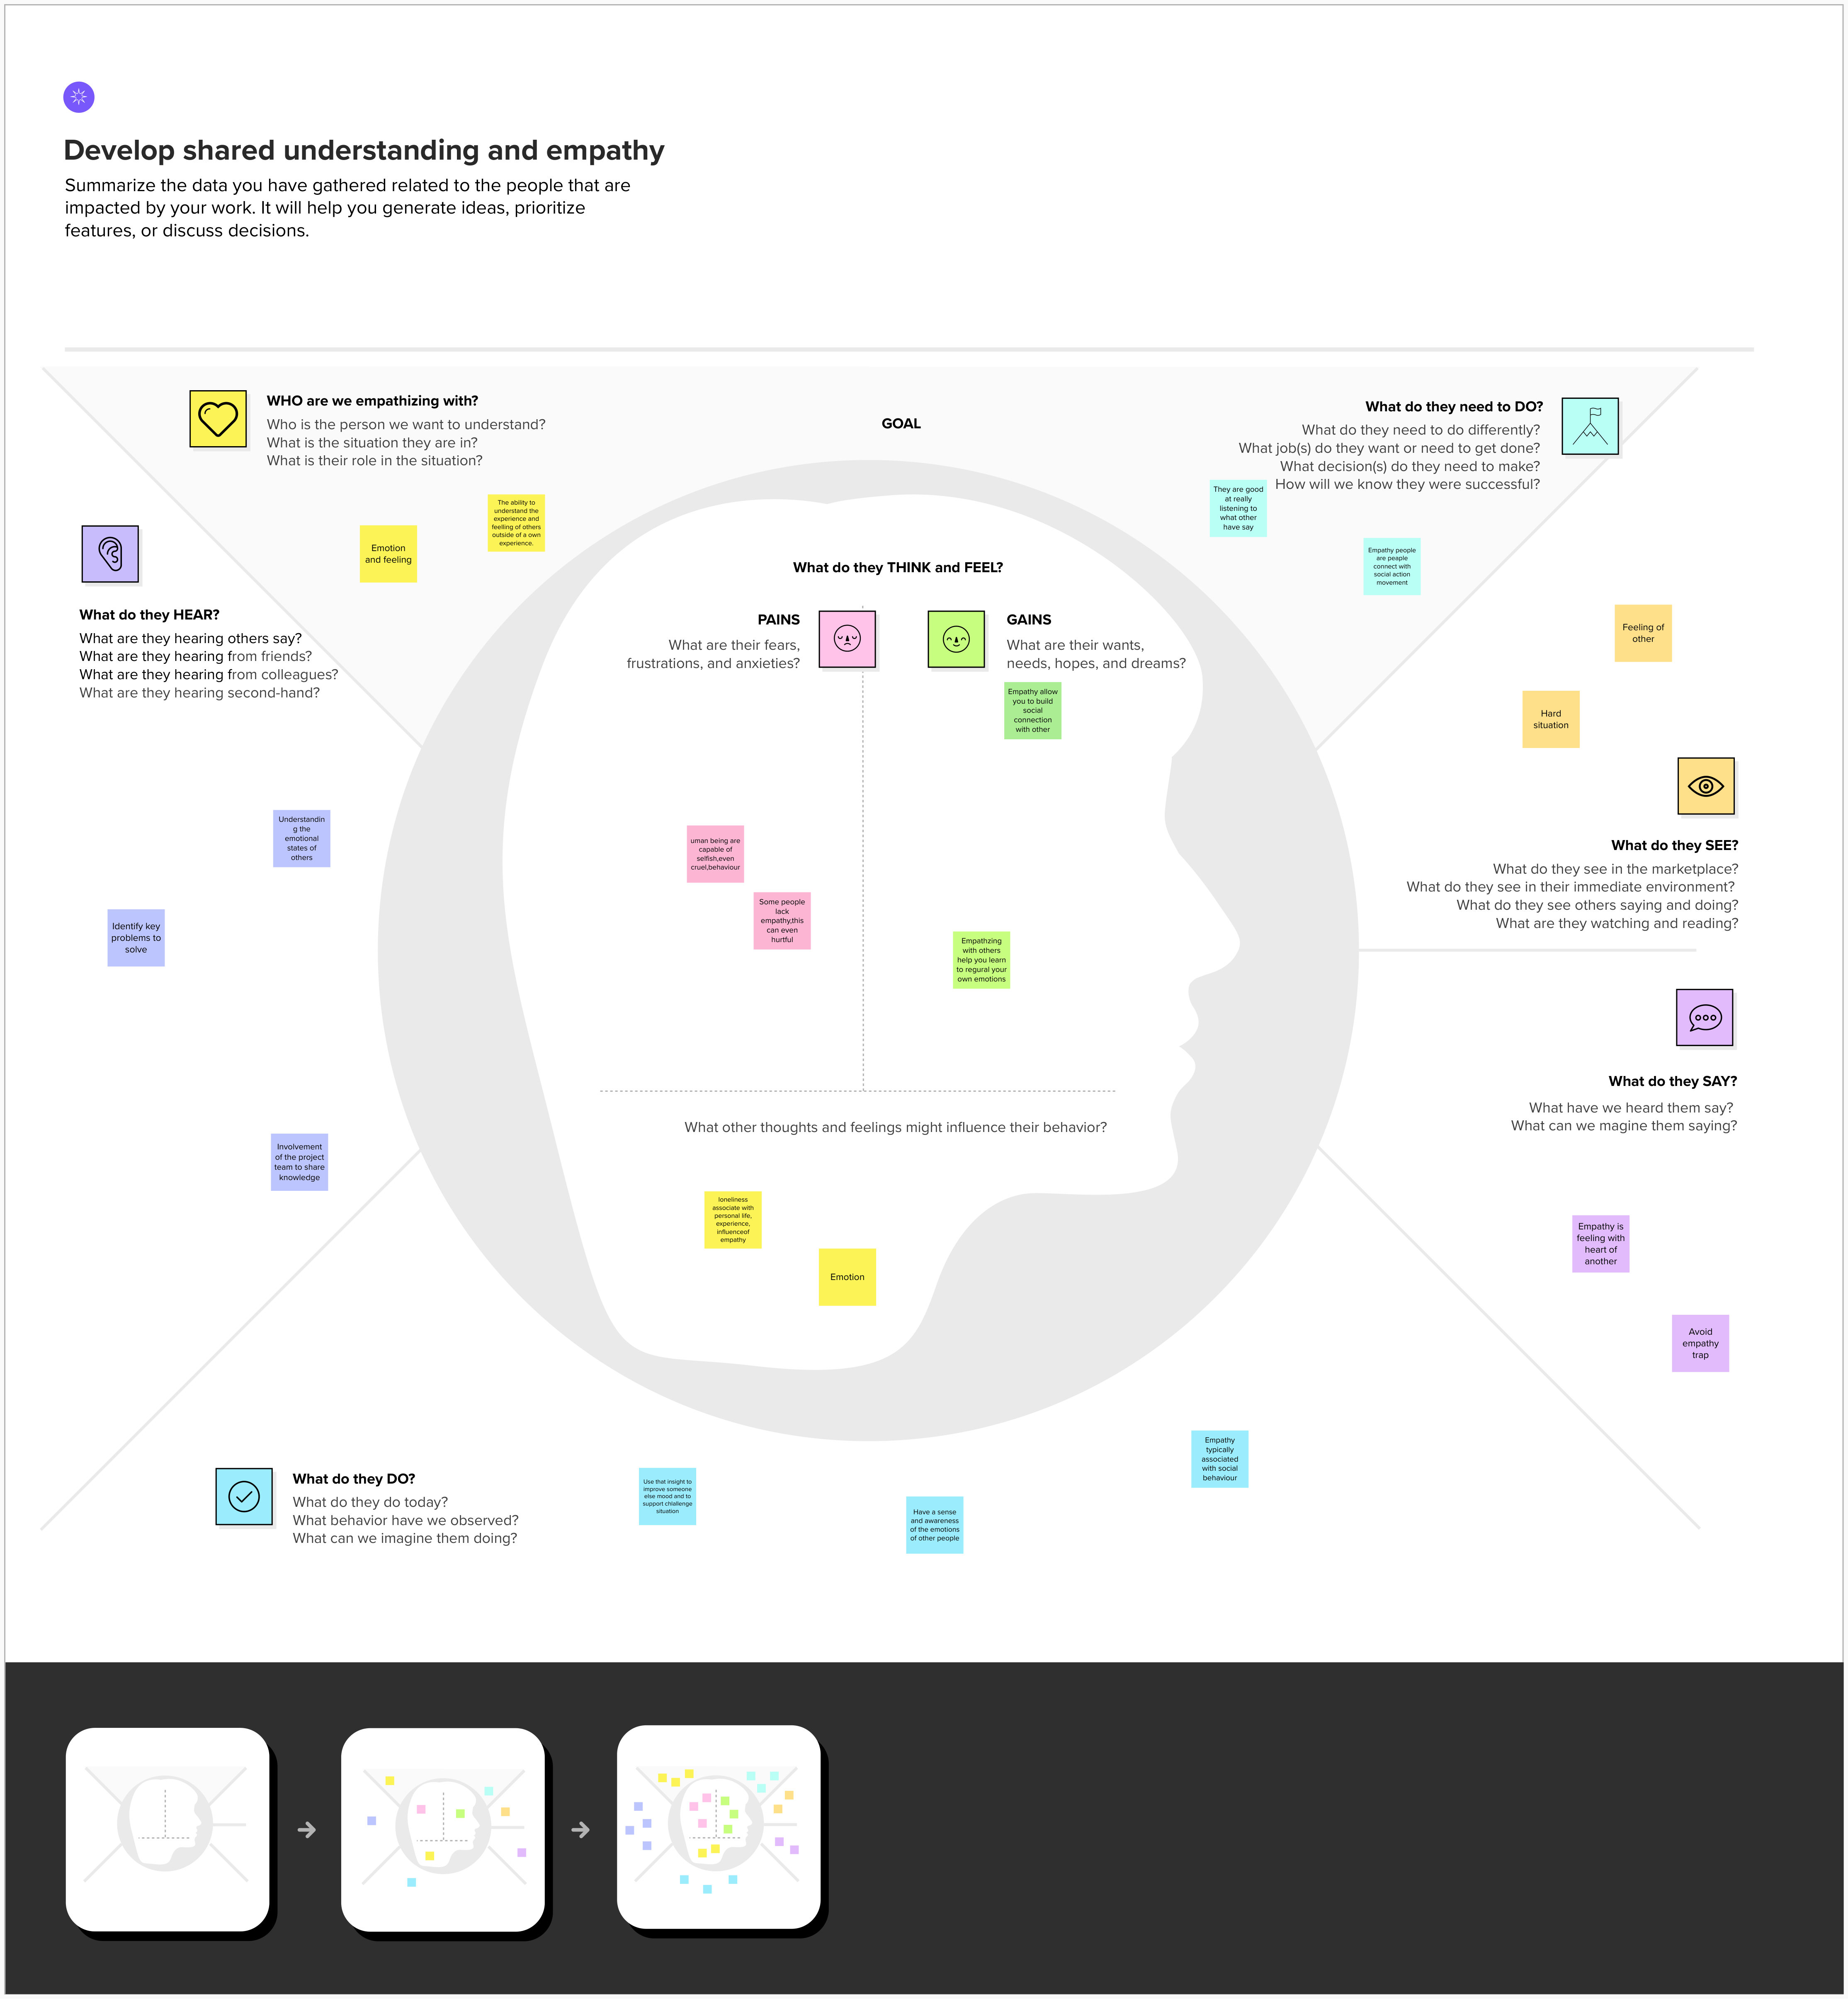 Develop shared understanding and empathy
Summarize the data you have gathered related to the people that are
impacted by your work. It will help you generate ideas, prioritize
features, or discuss decisions.
WHO are we empathizing with?
Who is the person we want to understand?
What is the situation they are in?
What is their role in the situation?
GOAL
What do they need to DO?
What do they need to do differently?
What job(s) do they want or need to get done?
What decision(s) do they need to make?
How will we know they were successful?
The ability to
understand the
experience and
feelling of others
outside of a own
experience,
Emotion
and feeling
They are good
at really
listening to
what other
have say
Empathy people
are peaple
connect with
social action
movement
What do they HEAR?
What are they hearing others say?
What are they hearing from friends?
What are they hearing from colleagues?
What are they hearing second-hand?
Understandin
g the
emotional
states of
others
Identify key
problems to
solve
Involvement
of the project
team to share
knowledge
What do they THINK and FEEL?
PAINS
What are their fears,
frustrations, and anxieties?
GAINS
What are their wants,
needs, hopes, and dreams?
Empathy allow
you to build
social
connection
with other
uman being are
capable of
selfish,even
cruel,behaviour
Some people
lack
empathy,this
can even
hurtful
Empathzing
with others
help you learn
to regural your
own emotions
What other thoughts and feelings might influence their behavior?
loneliness
associate with
personal life,
experience,
influenceof
empathy
Emotion
Feeling of
other
Hard
situation
What do they SEE?
What do they see in the marketplace?
What do they see in their immediate environment?
What do they see others saying and doing?
What are they watching and reading?
What do they SAY?
What have we heard them say?
What can we magine them saying?
Empathy is
feeling with
heart of
another
Avoid
empathy
trap
What do they DO?
What do they do today?
What behavior have we observed?
What can we imagine them doing?
Use that insight to
improve someone
else mood and to
support chlallenge
situation
Have a sense
and awareness
of the emotions
of other people
Empathy
typically
associated
with social
behaviour